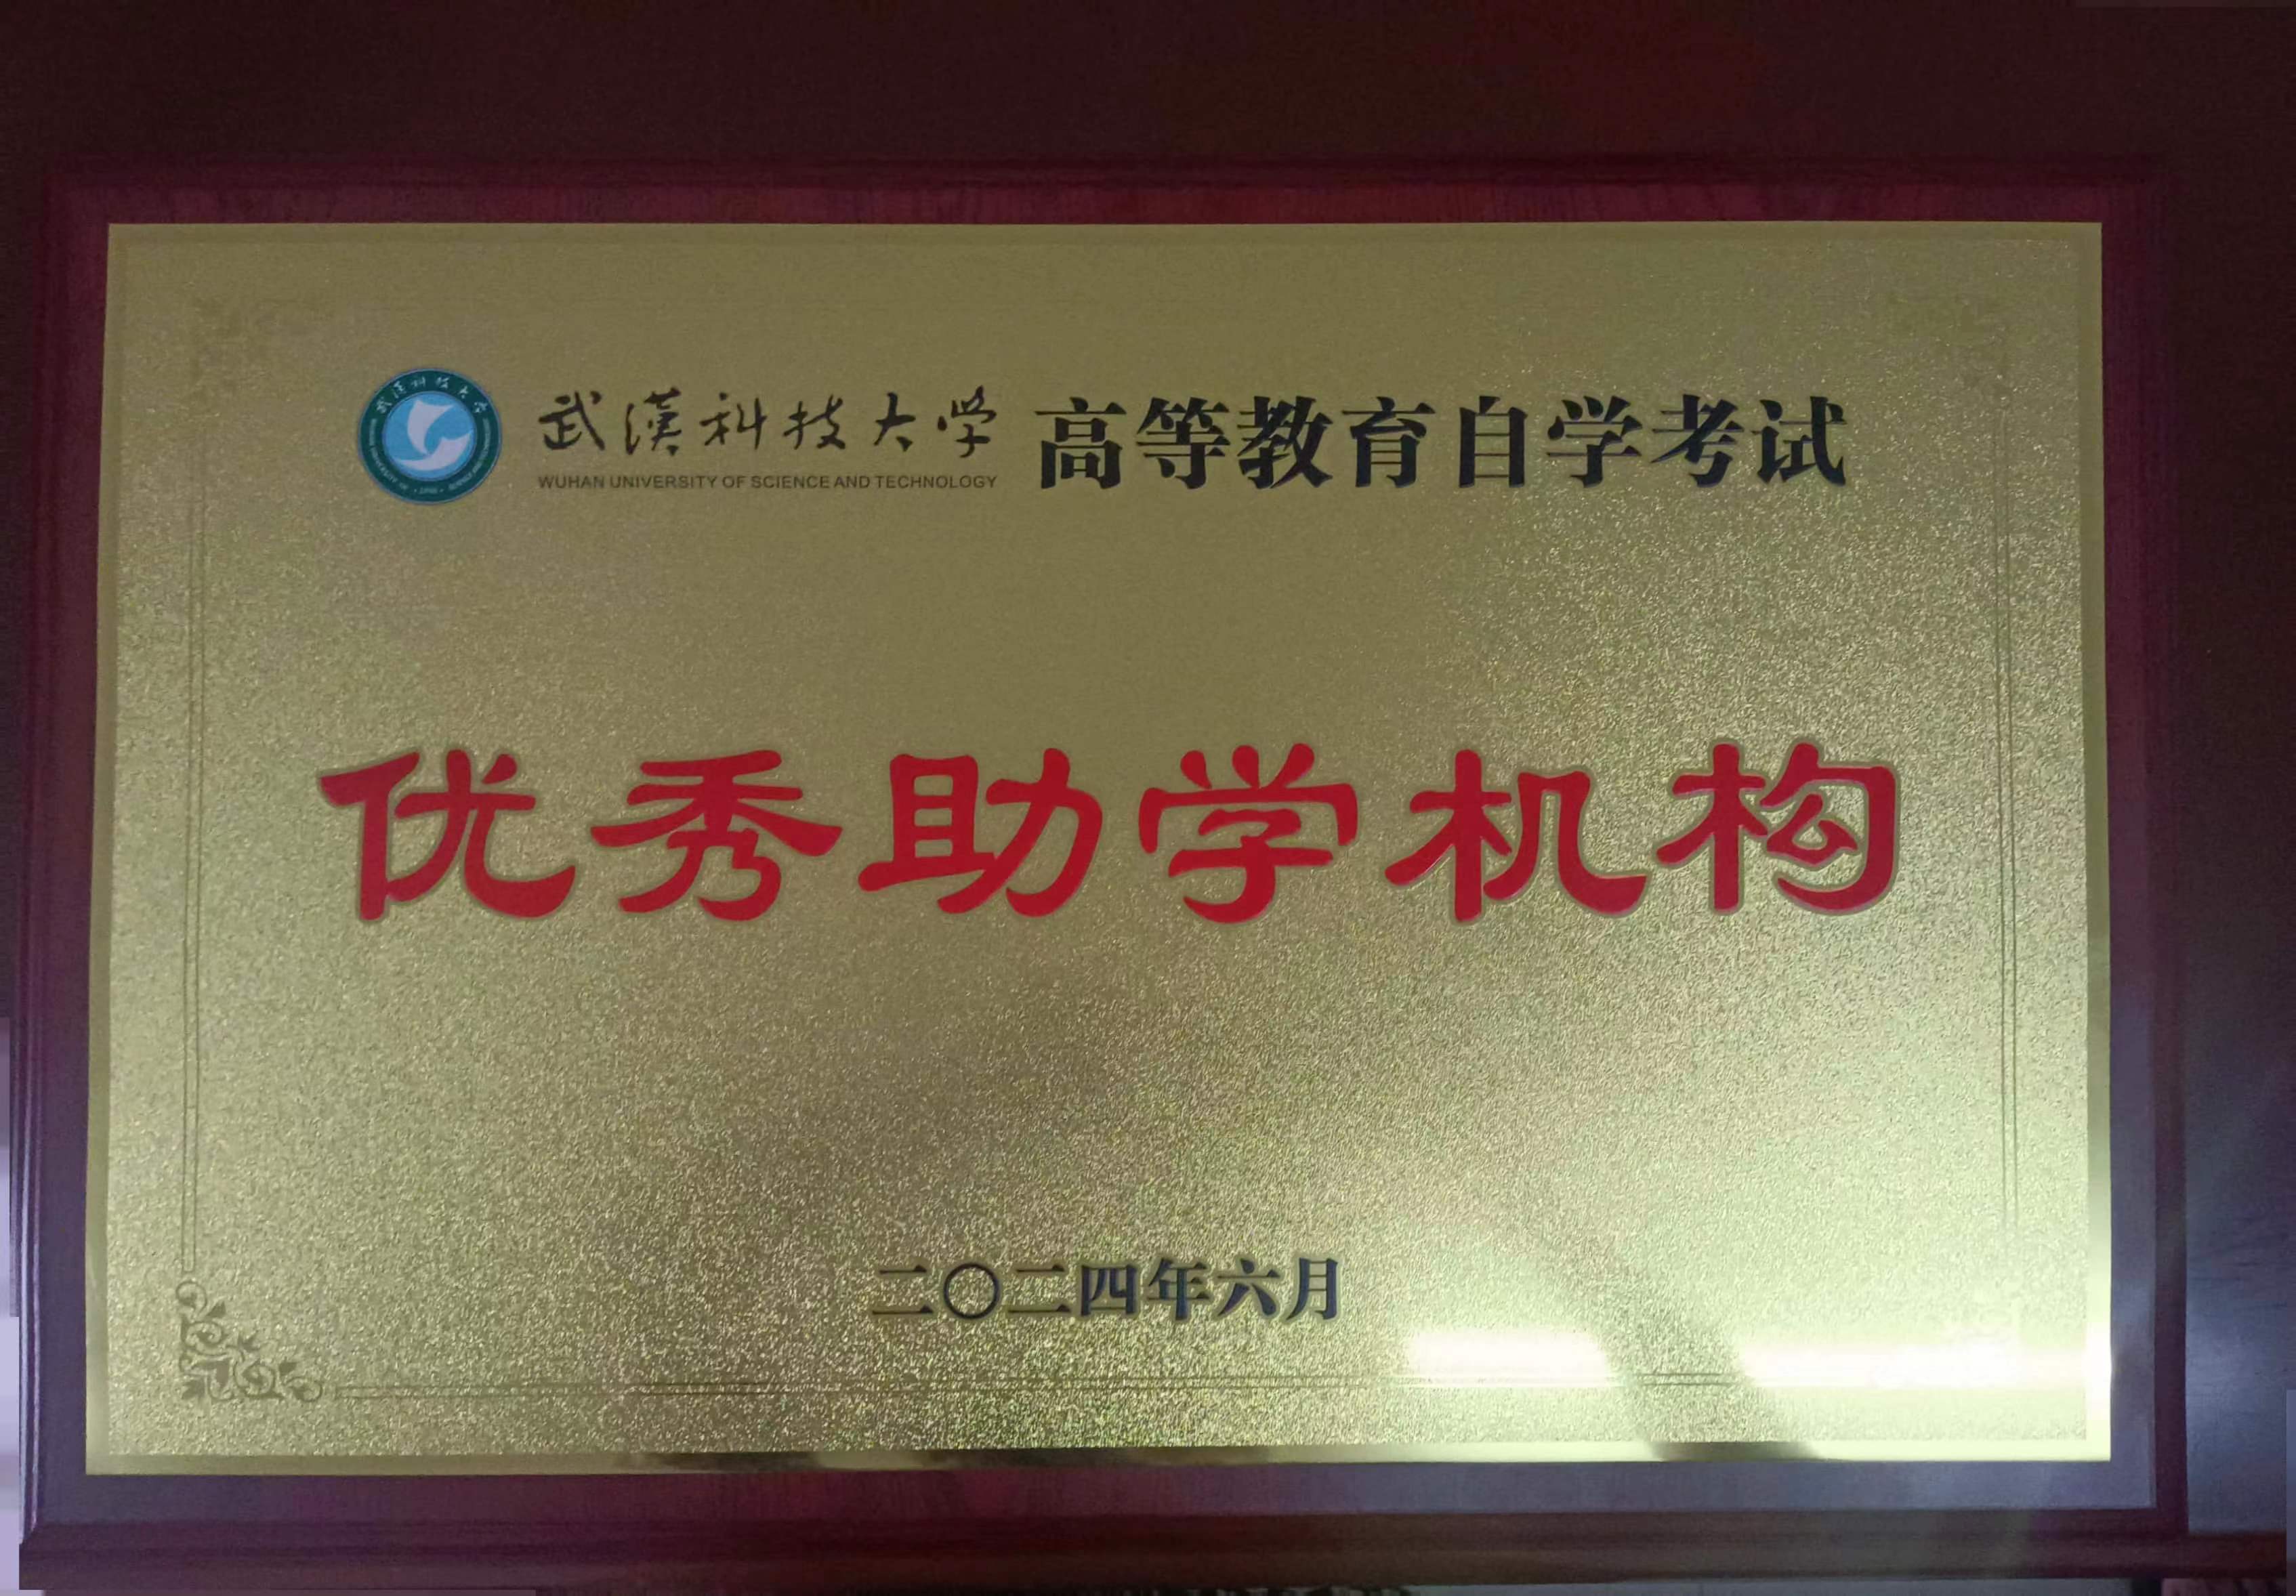 武漢科技大学 高等教育自学考试
WUHAN UNIVERSITY OF SCIENCE AND TECHNOLOGY
优秀助学机构
二〇二四年六月